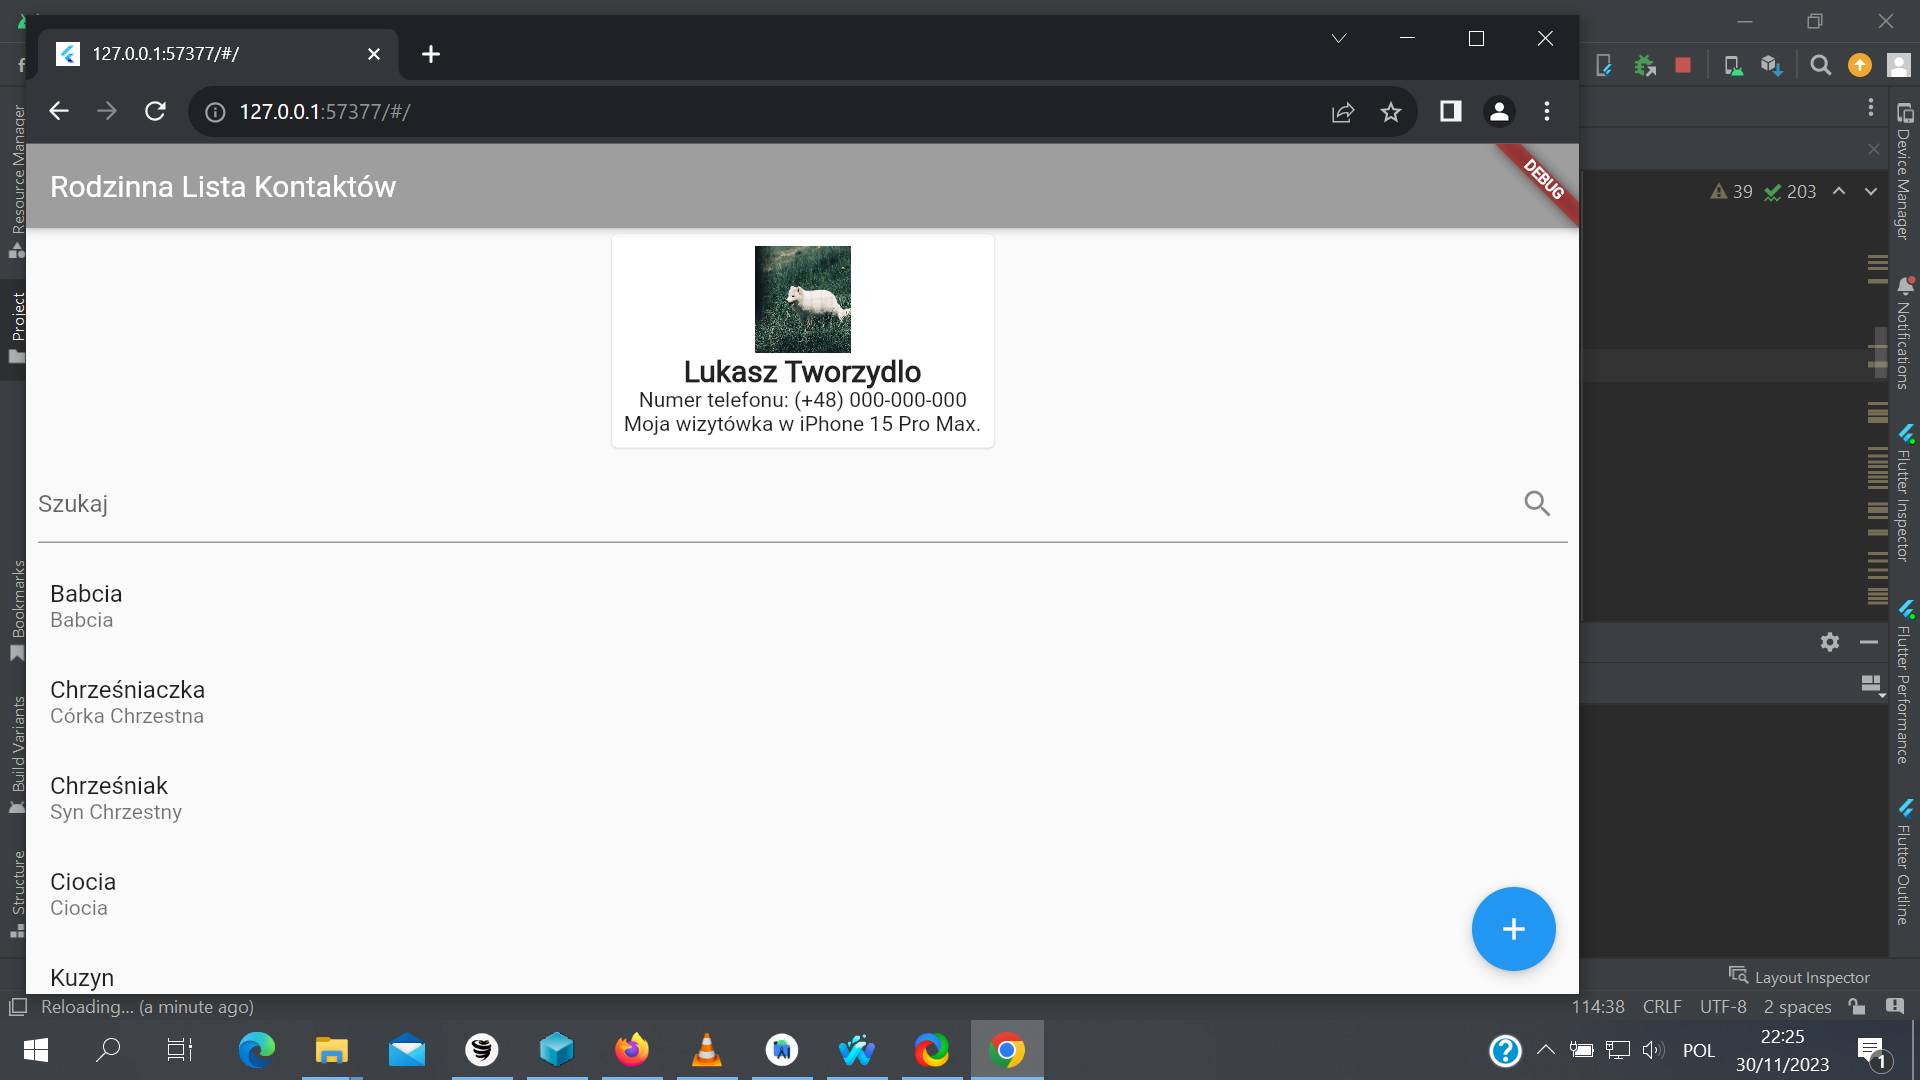 127.0.0.1:57377/#/
127.0.0.1:57377/#/
Rodzinna Lista Kontaktów
DEBUG
Lukasz Tworzydlo
Numer telefonu: (+48) 000-000-000
Moja wizytówka w iPhone 15 Pro Max.
Szukaj
Babcia
Babcia
Chrześniaczka
Córka Chrzestna
Chrześniak
Syn Chrzestny
Ciocia
Ciocia
Kuzyn
Resource Manager
Project
Bookmarks
Build Variants
Structure
39 203
Device Manager
Notifications
Flutter Inspector
Flutter Performance
Flutter Outline
Layout Inspector
Reloading... (a minute ago)
114:38 CRLF UTF-8 2 spaces
POL
22:25
30/11/2023
1